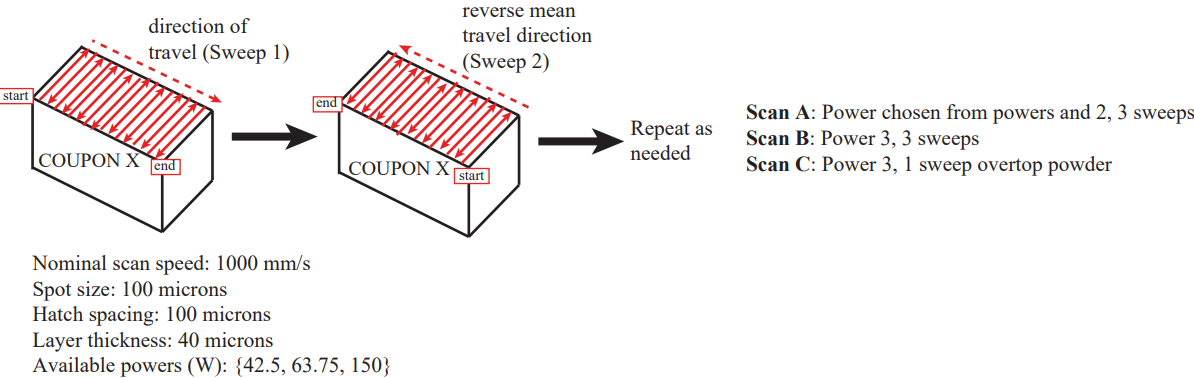 direction of
travel (Sweep 1)
start
COUPON X
end
reverse mean
travel direction
(Sweep 2)
end
COUPON X
start
Repeat as
needed
Scan A: Power chosen from powers and 2, 3 sweeps
Scan B: Power 3, 3 sweeps
Scan C: Power 3, 1 sweep overtop powder
Nominal scan speed: 1000 mm/s
Spot size: 100 microns
Hatch spacing: 100 microns
Layer thickness: 40 microns
Available powers (W): {42.5, 63.75, 150}